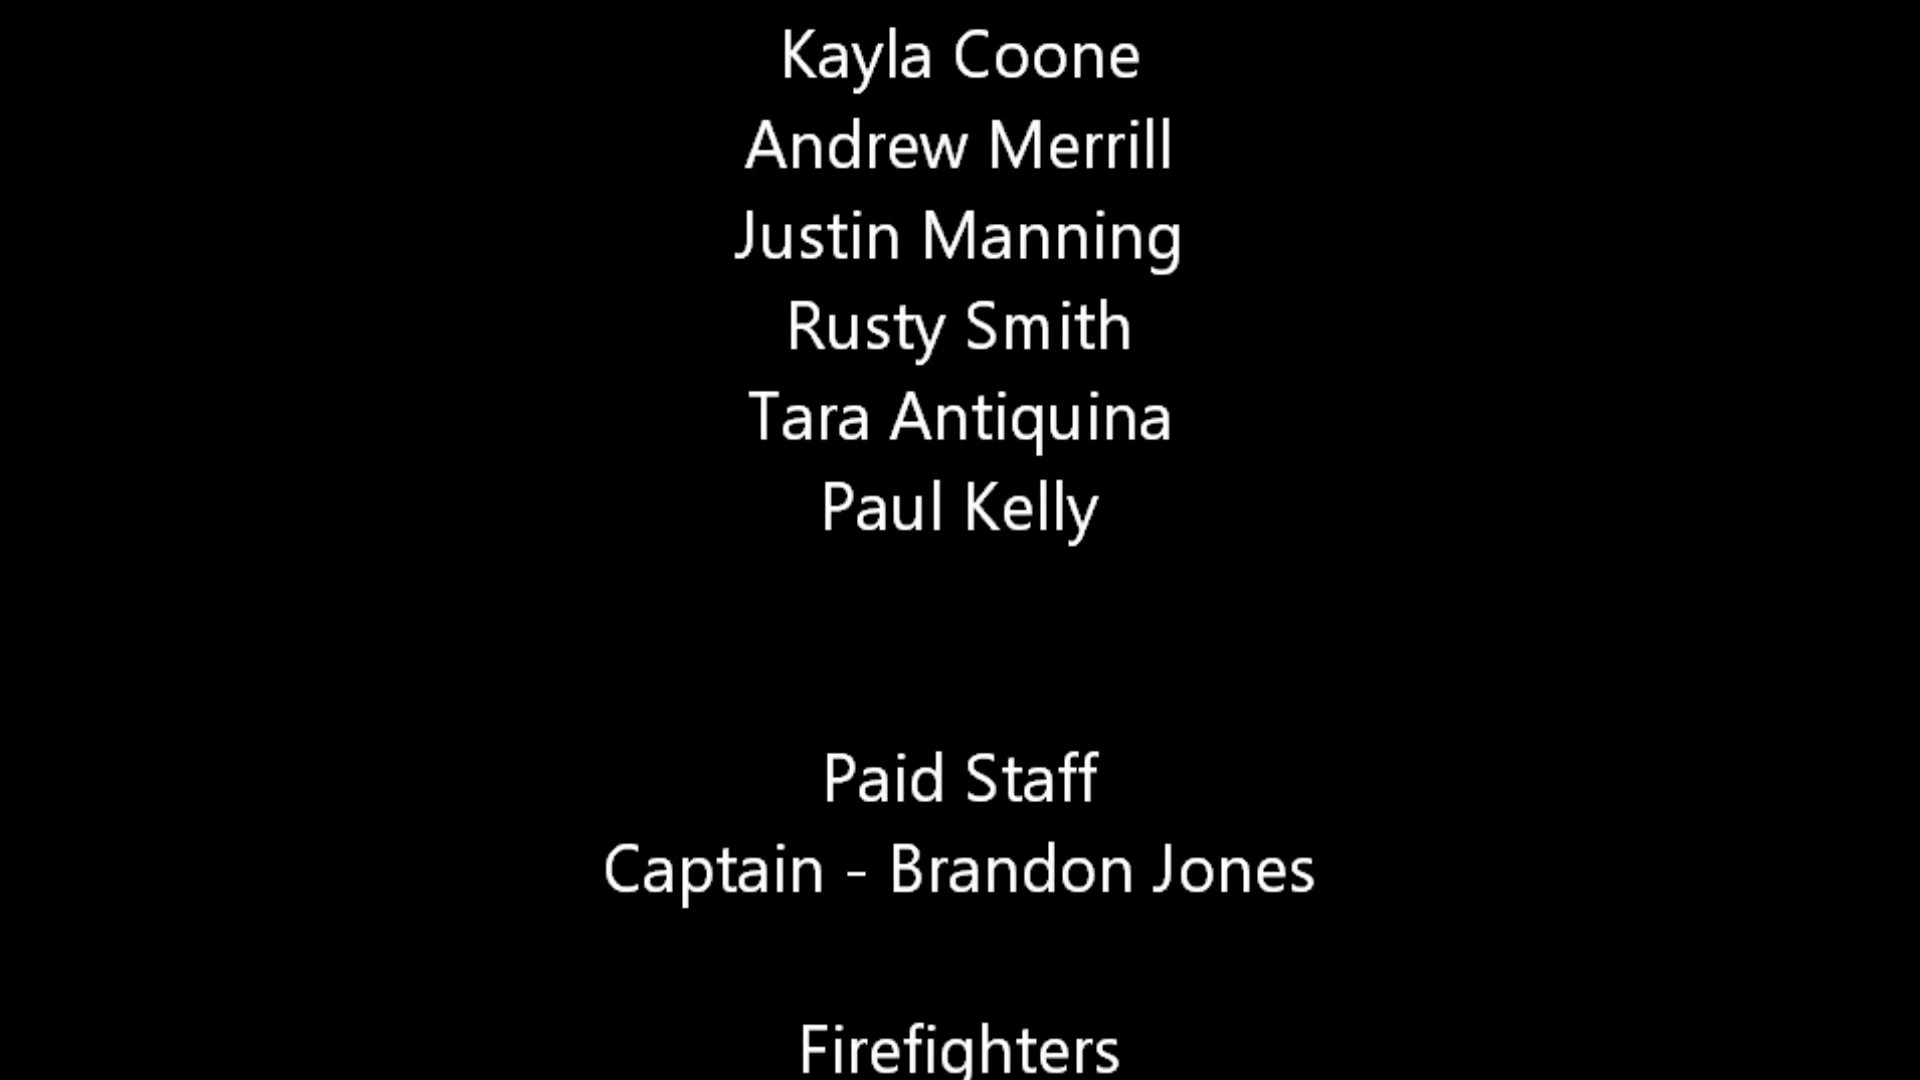 Kayla Coone
Andrew Merrill
Justin Manning
Rusty Smith
Tara Antiquina
Paul Kelly
Paid Staff
Captain - Brandon Jones
Firefighters